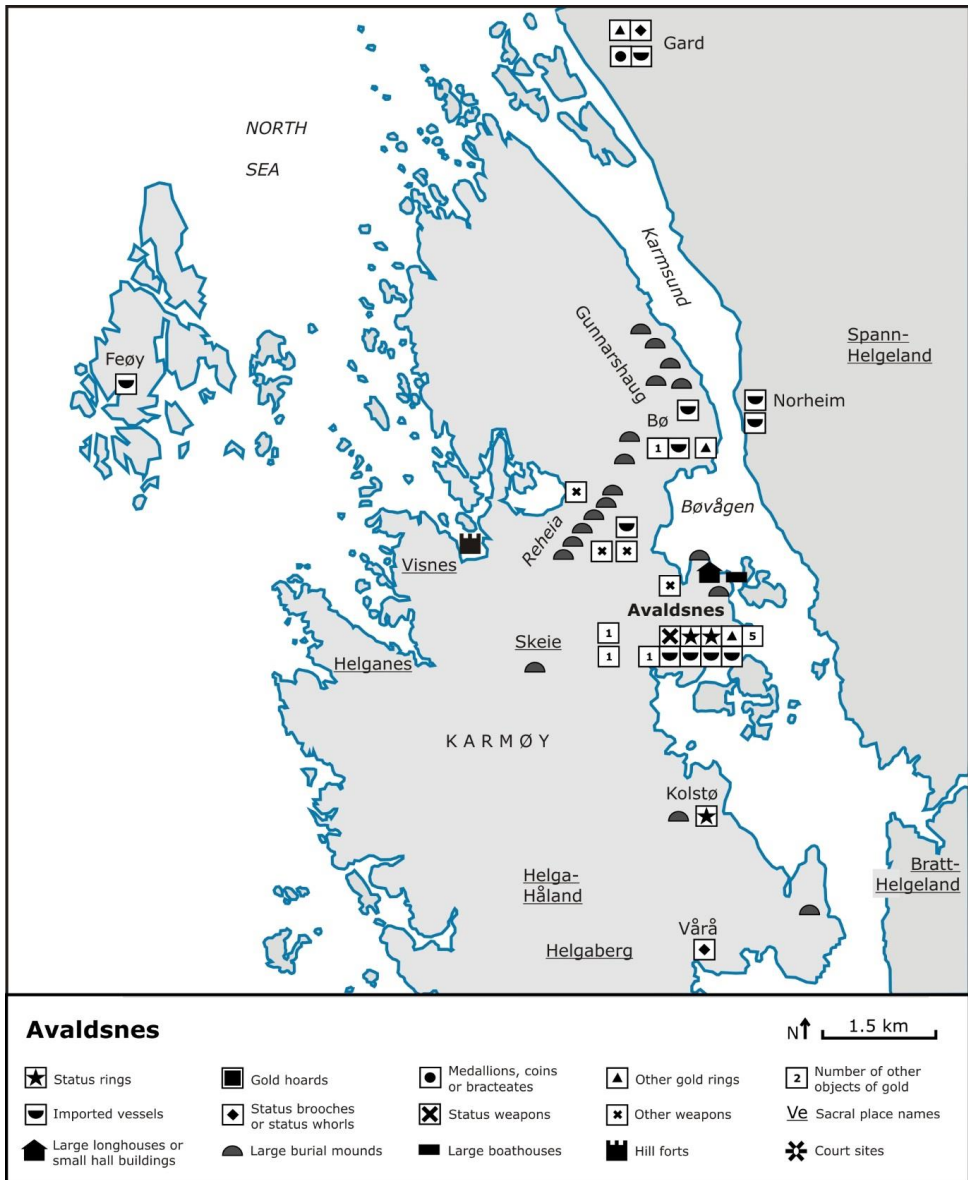 Gard
NORTH
SEA
Karmsund
Gunnarshaug
Spann-
Helgeland
Feøy
Norheim
Bø
1
Bøvågen
Reheia
Visnes
Avaldsnes
1
5
Skeie
1
1
Helganes
KARMØY
Kolstø
Helga-
Håland
Bratt-
Helgeland
Vårå
Helgaberg
Avaldsnes
N
1.5 km
Status rings
Gold hoards
Medallions, coins
or bracteates
Other gold rings
2
Number of other
objects of gold
Imported vessels
Status brooches
or status whorls
Status weapons
Other weapons
Ve
Sacral place names
Large longhouses or
small hall buildings
Large burial mounds
Large boathouses
Hill forts
Court sites